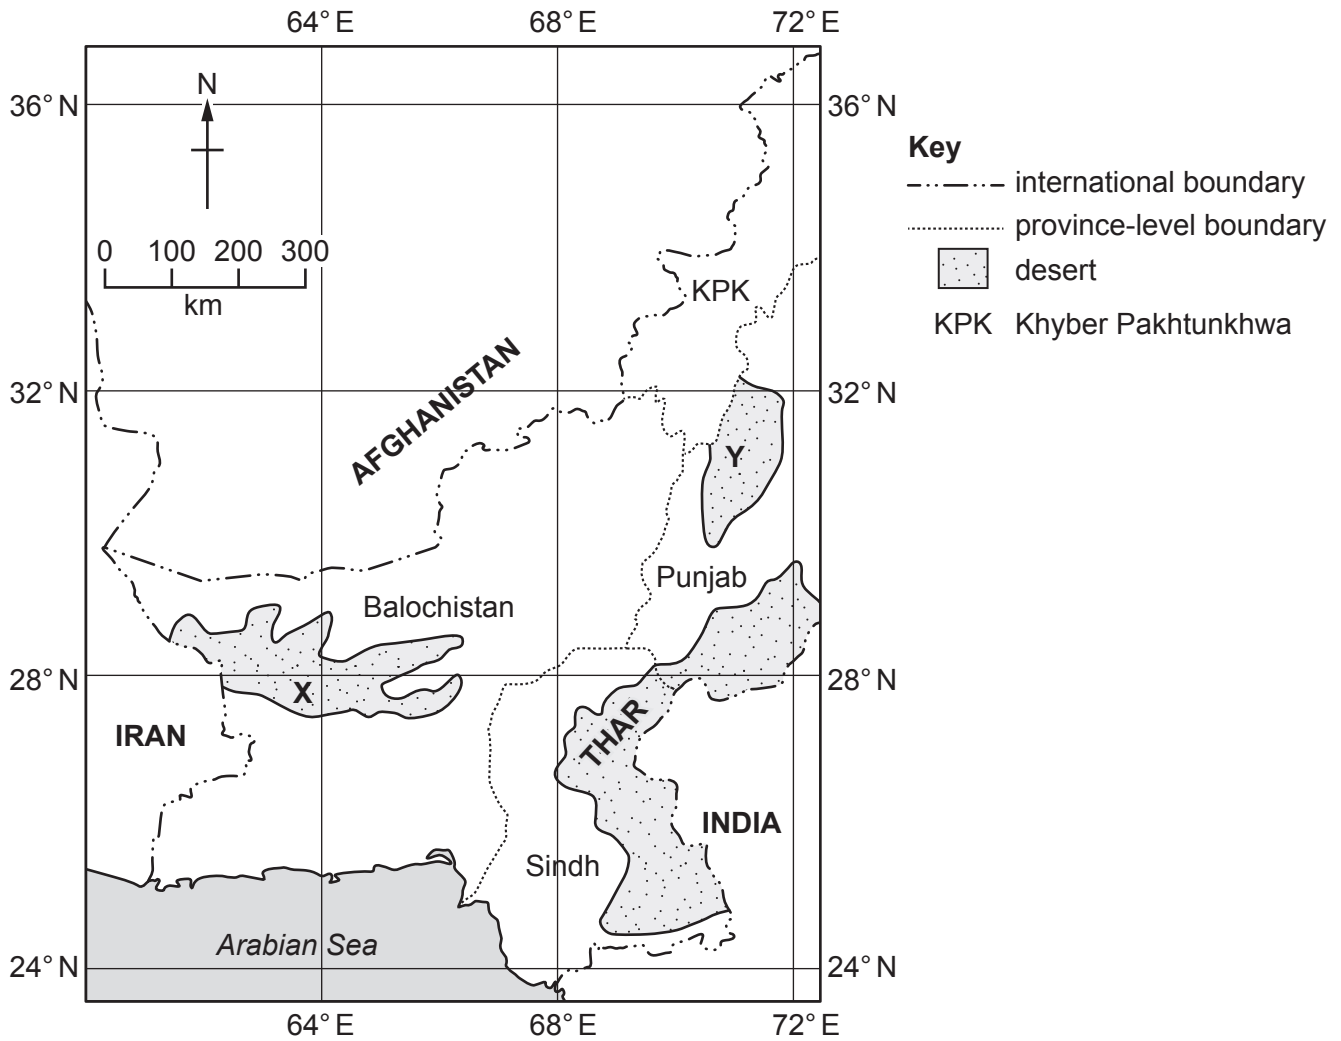 64° E 68° E 72° E
36° N 36° N
N
0 100 200 300
km
Key
international boundary
province-level boundary
desert
KPK Khyber Pakhtunkhwa
KPK
AFGHANISTAN
32° N 32° N
Y
Punjab
Balochistan
28° N 28° N
X
IRAN
THAR
INDIA
Sindh
Arabian Sea
24° N 24° N
64° E 68° E 72° E